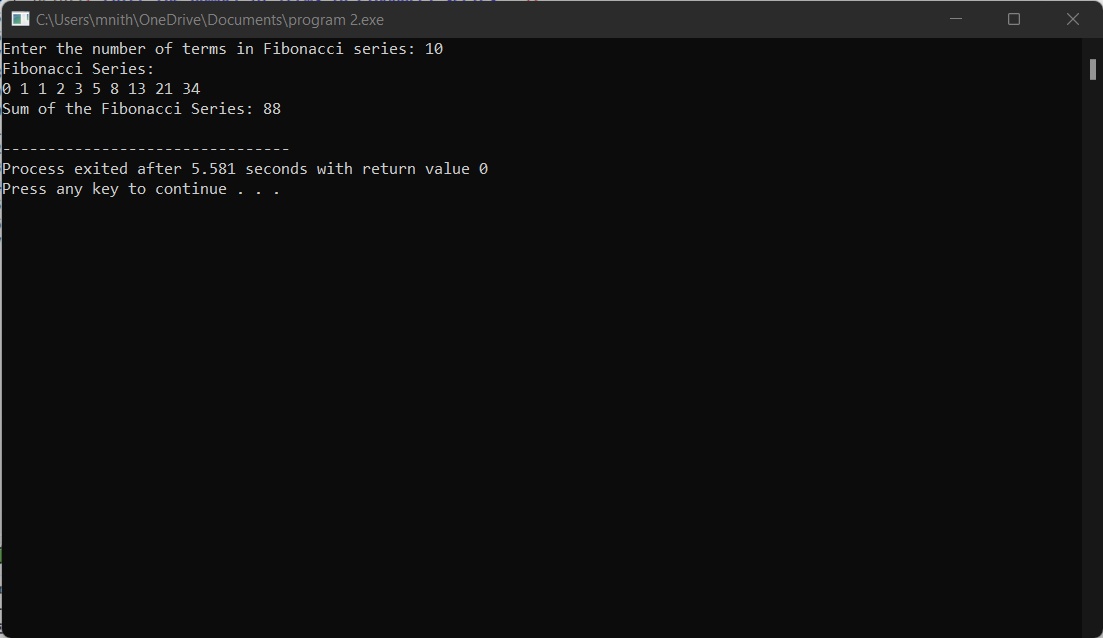 C:\Users\mnith\OneDrive\Documents\program 2.exe
Enter the number of terms in Fibonacci series: 10
Fibonacci Series:
0 1 1 2 3 5 8 13 21 34
Sum of the Fibonacci Series: 88

--------------------------------
Process exited after 5.581 seconds with return value 0
Press any key to continue . . .